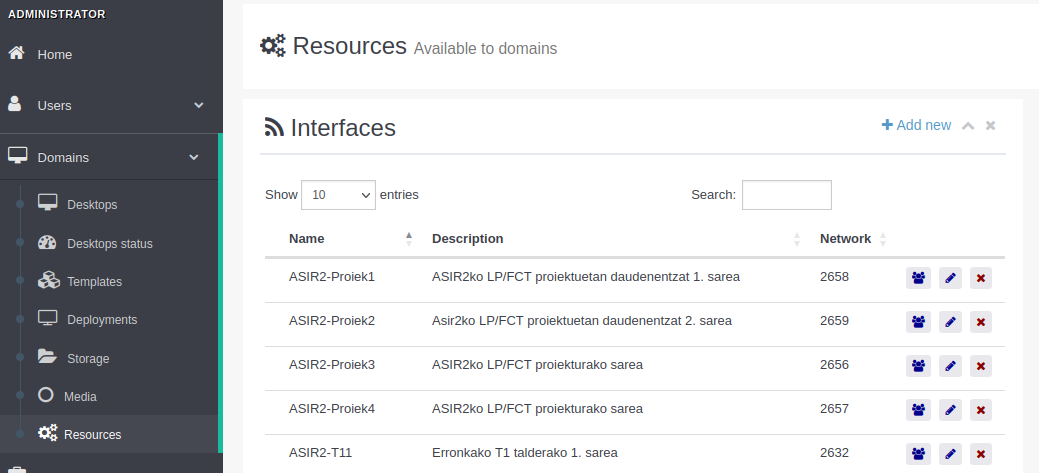 ADMINISTRATOR
Home
Users
Domains
Desktops
Desktops status
Templates
Deployments
Storage
Media
Resources
Resources Available to domains
Interfaces
Add new
Show 10 entries
Search:
Name Description Network
ASIR2-Proiek1 ASIR2ko LP/FCT proiektuetan daudenentzat 1. sarea 2658
ASIR2-Proiek2 Asir2ko LP/FCT proiektuetan daudenentzat 2. sarea 2659
ASIR2-Proiek3 ASIR2ko LP/FCT proiekturako sarea 2656
ASIR2-Proiek4 ASIR2ko LP/FCT proiekturako sarea 2657
ASIR2-T11 Erronkako T1 talderako 1. sarea 2632